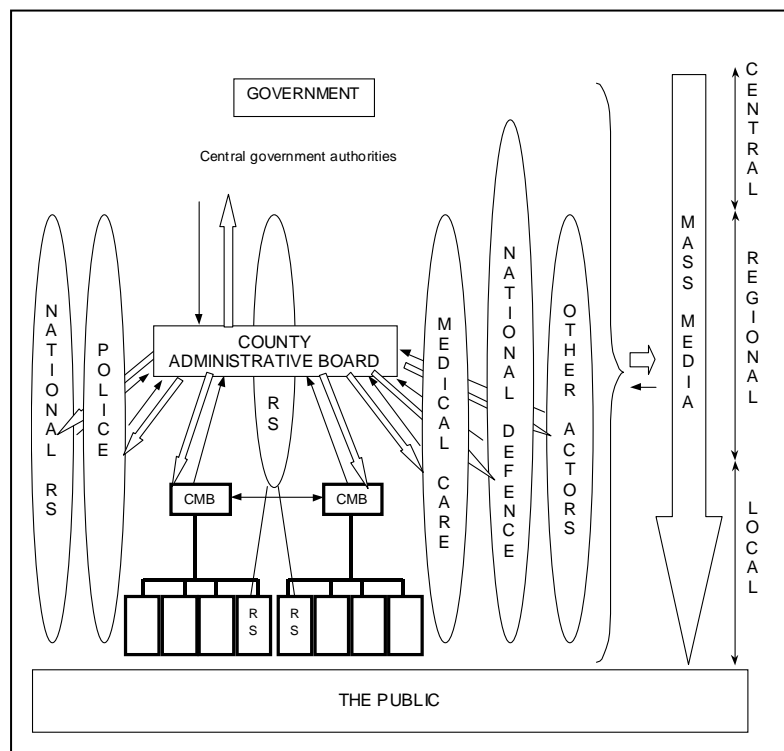 GOVERNMENT
Central government authorities
CENTRAL
REGIONAL
LOCAL
MASS MEDIA
NATIONAL RS
POLICE
COUNTY
ADMINISTRATIVE BOARD
RS
MEDICAL CARE
NATIONAL DEFENCE
OTHER ACTORS
CMB
CMB
RS
RS
THE PUBLIC